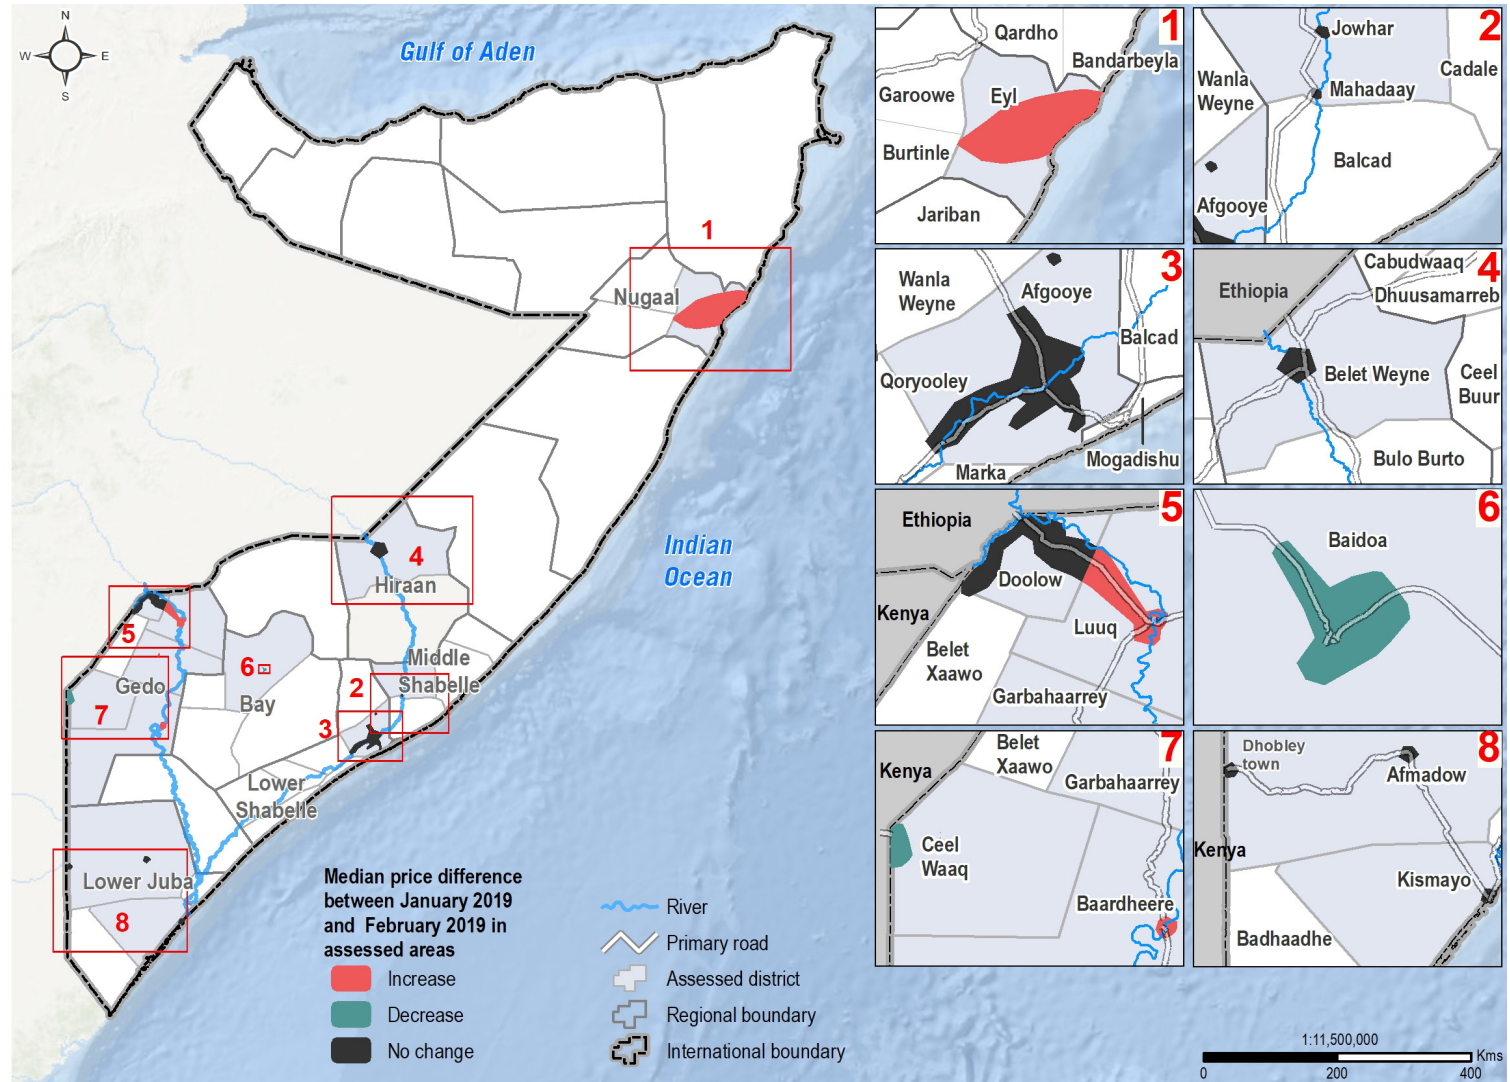 N
W
E
S
Gulf of Aden
Indian
Ocean
1
Nugaal
4
Hiraan
5
6
Bay
Gedo
7
Middle
Shabelle
2
3
Lower
Shabelle
Lower Juba
8
Median price difference
between January 2019
and February 2019 in
assessed areas
Increase
Decrease
No change
River
Primary road
Assessed district
Regional boundary
International boundary
1
Qardho
Bandarbeyla
Garoowe
Eyl
Burtinle
Jariban
2
Jowhar
Wanla
Weyne
Cadale
Mahadaay
Balcad
Afgooye
3
Wanla
Weyne
Afgooye
Balcad
Qoryooley
Marka
Mogadishu
4
Cabudwaaq
Ethiopia
Dhuusamarreb
Belet Weyne
Ceel
Buur
Bulo Burto
5
Ethiopia
Doolow
Kenya
Luuq
Belet
Xaawo
Garbahaarrey
6
Baidoa
7
Belet
Xaawo
Kenya
Garbahaarrey
Ceel
Waaq
Baardheere
8
Dhobley
town
Afmadow
Kenya
Kismayo
Badhaadhe
1:11,500,000
Kms
0
200
400